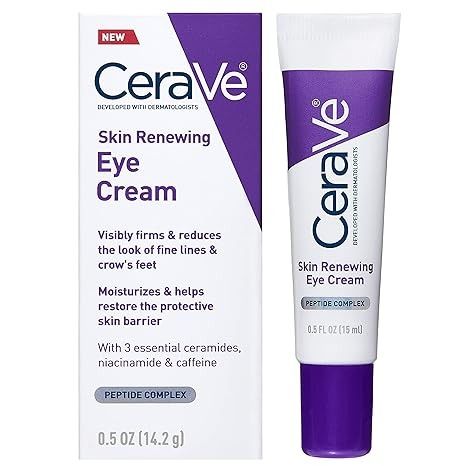 NEW
CeraVe®
DEVELOPED WITH DERMATOLOGISTS
Skin Renewing
Eye
Cream
Visibly firms & reduces
the look of fine lines &
crow's feet
Moisturizes & helps
restore the protective
skin barrier
With 3 essential ceramides,
niacinamide & caffeine
PEPTIDE COMPLEX
0.5 OZ (14.2 g)
CeraVe®
DEVELOPED WITH DERMATOLOGISTS
Skin Renewing
Eye Cream
PEPTIDE COMPLEX
0.5 FL OZ (15 ml)